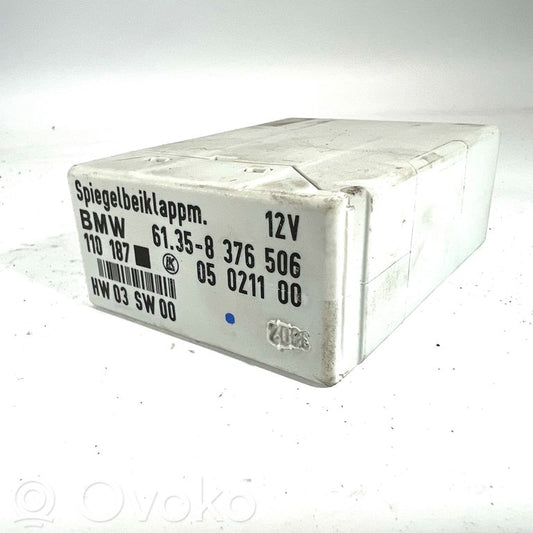 Spiegelbeiklappm. 12V
BMW 61.35-8 376 506
110 187 05 0211 00
HW 03 SW 00
Ovoko